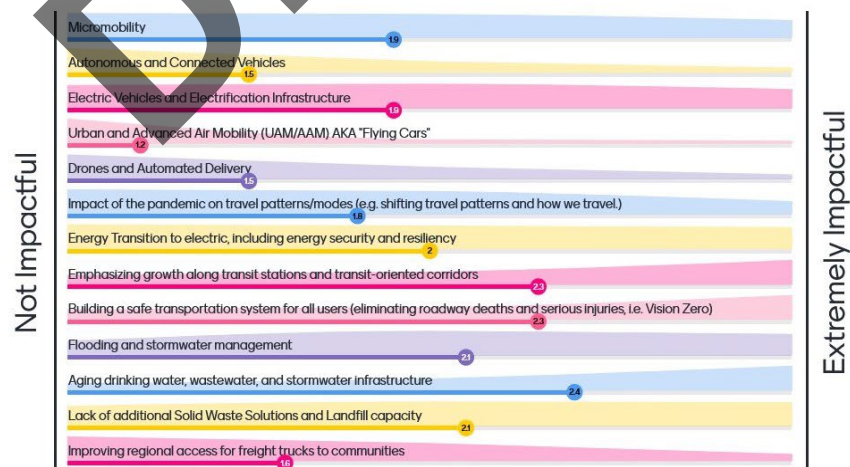 Micromobility
1.9
Autonomous and Connected Vehicles
1.5
Electric Vehicles and Electrification Infrastructure
1.9
Urban and Advanced Air Mobility (UAM/AAM) AKA "Flying Cars"
1.2
Drones and Automated Delivery
1.5
Impact of the pandemic on travel patterns/modes (e.g. shifting travel patterns and how we travel.)
1.8
Energy Transition to electric, including energy security and resiliency
2
Emphasizing growth along transit stations and transit-oriented corridors
2.3
Building a safe transportation system for all users (eliminating roadway deaths and serious injuries, i.e. Vision Zero)
2.3
Flooding and stormwater management
2.1
Aging drinking water, wastewater, and stormwater infrastructure
2.4
Lack of additional Solid Waste Solutions and Landfill capacity
2.1
Improving regional access for freight trucks to communities
1.6
Not Impactful
Extremely Impactful